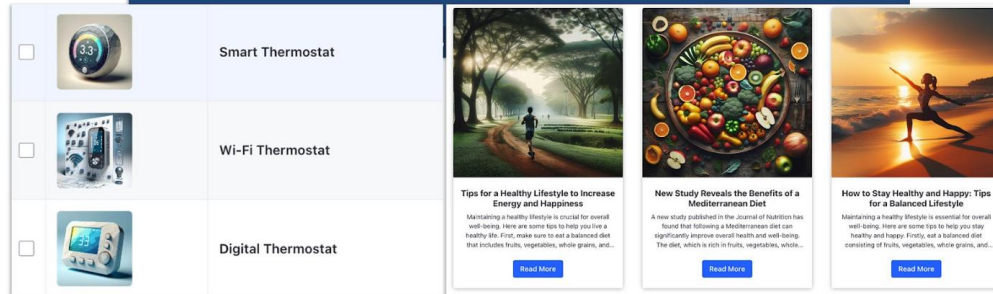 Smart Thermostat
Wi-Fi Thermostat
Digital Thermostat
Tips for a Healthy Lifestyle to Increase
Energy and Happiness
Maintaining a healthy lifestyle is crucial for overall
well-being. Here are some tips to help you live a
healthy life. First, make sure to eat a balanced diet
that includes fruits, vegetables, whole grains, and...
Read More
New Study Reveals the Benefits of a
Mediterranean Diet
A new study published in the Journal of Nutrition has
found that following a Mediterranean diet can
significantly improve overall health and well-being.
The diet, which is rich in fruits, vegetables, whole...
Read More
How to Stay Healthy and Happy: Tips
for a Balanced Lifestyle
Maintaining a healthy lifestyle is essential for overall
well-being. Here are some tips to help you stay
healthy and happy. Firstly, eat a balanced diet
consisting of fruits, vegetables, whole grains, and...
Read More